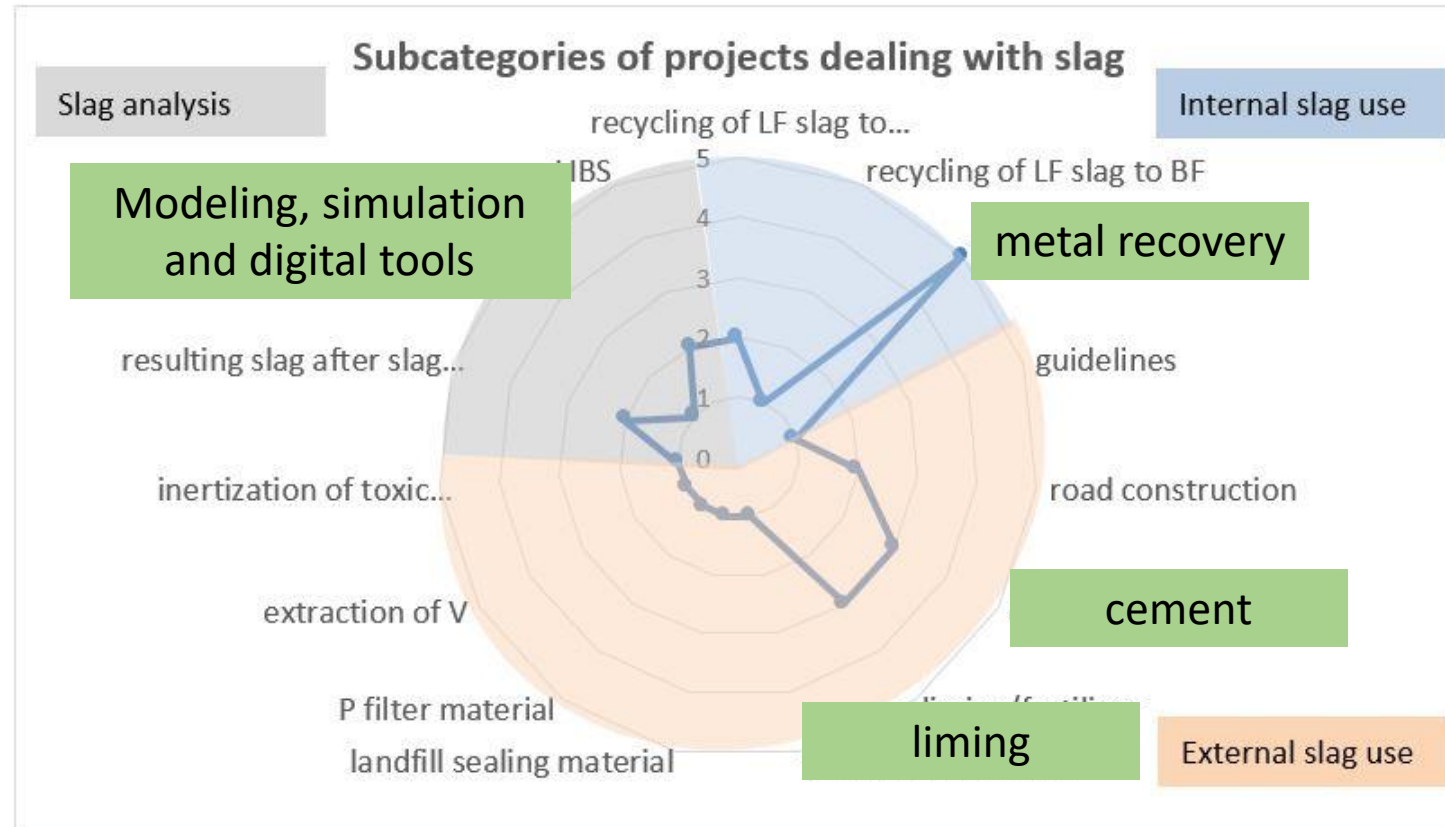 Subcategories of projects dealing with slag
Slag analysis
Internal slag use
recycling of LF slag to...
recycling of LF slag to BF
Modeling, simulation
and digital tools
metal recovery
guidelines
road construction
cement
liming
External slag use
landfill sealing material
P filter material
extraction of V
inertization of toxic...
resulting slag after slag...
5
4
3
2
1
0